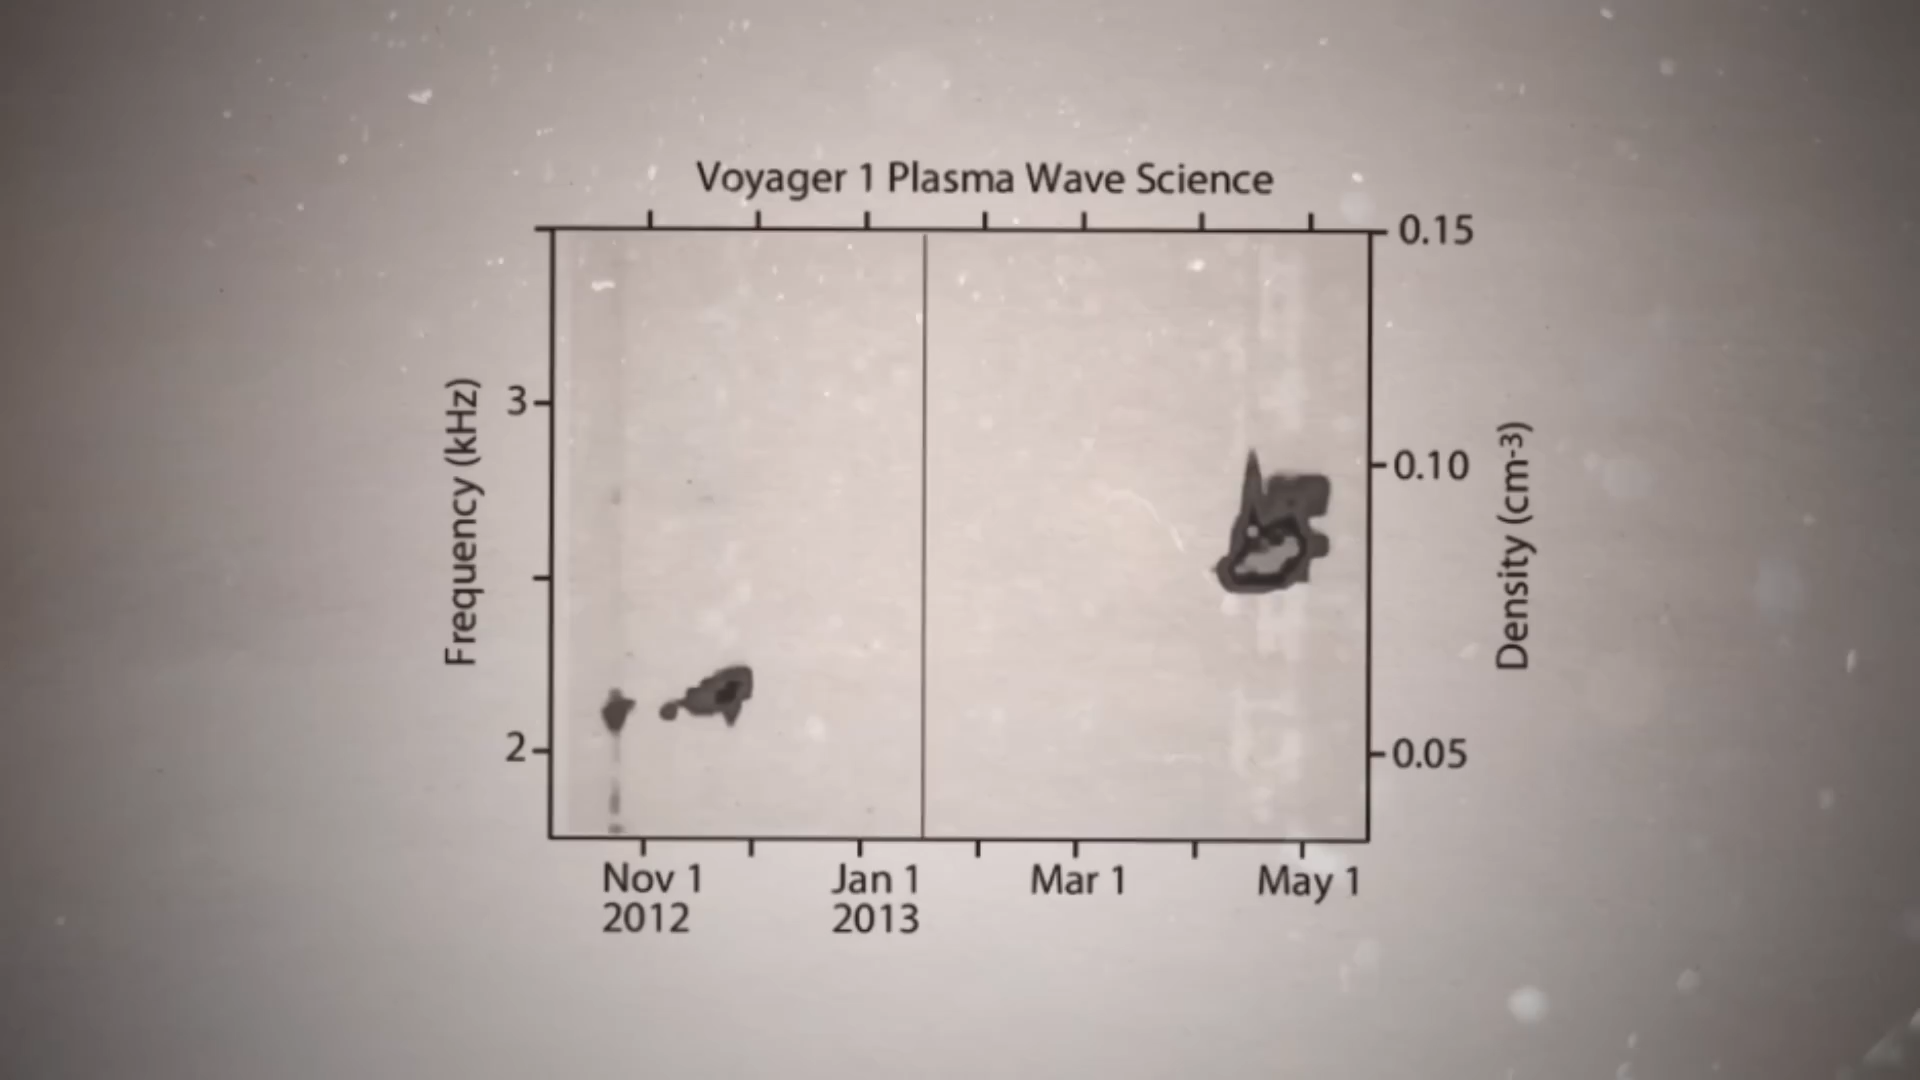 Voyager 1 Plasma Wave Science
0.15
3
0.10
2
0.05
Frequency (kHz)
Density (cm-3)
Nov 1
2012
Jan 1
2013
Mar 1
May 1